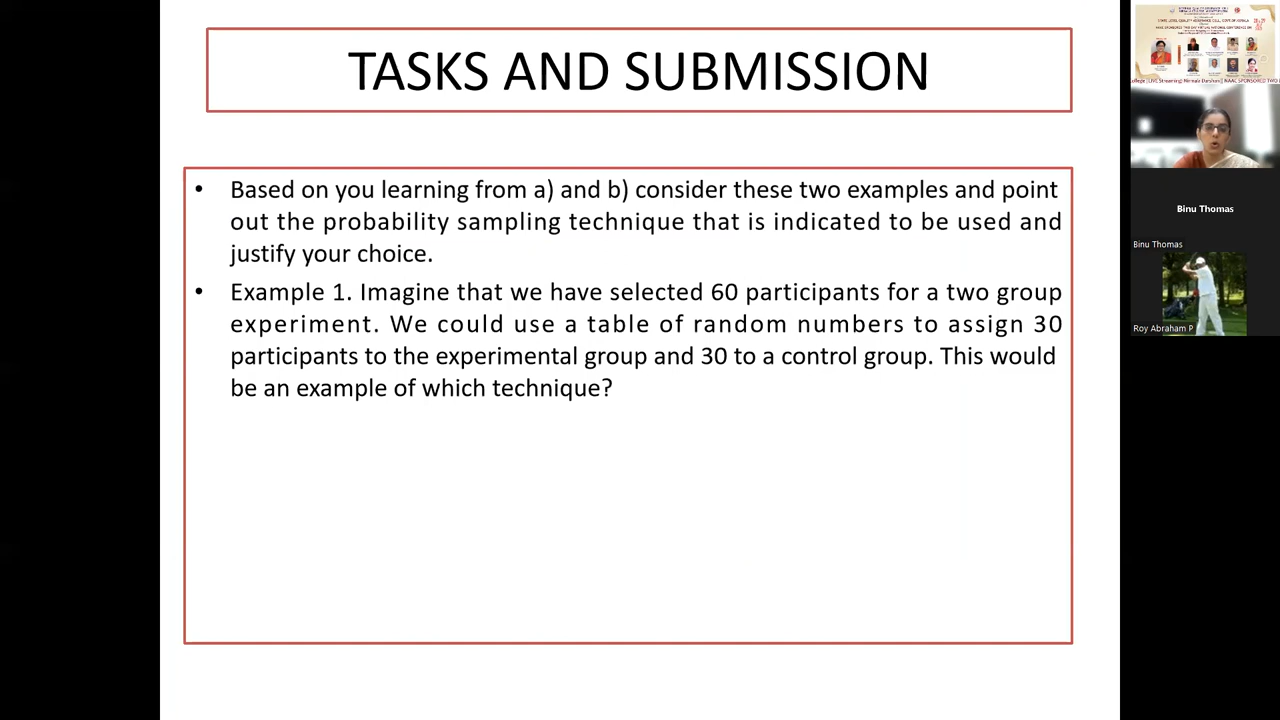 TASKS AND SUBMISSION
• Based on you learning from a) and b) consider these two examples and point
out the probability sampling technique that is indicated to be used and
justify your choice.
• Example 1. Imagine that we have selected 60 participants for a two group
experiment. We could use a table of random numbers to assign 30
participants to the experimental group and 30 to a control group. This would
be an example of which technique?
Binu Thomas
Binu Thomas
Roy Abraham P